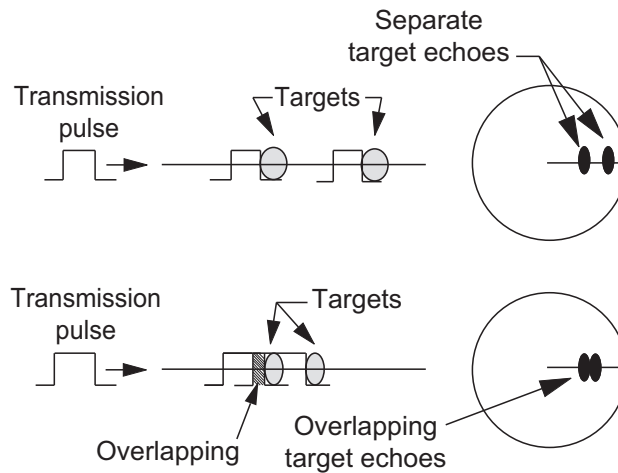 Separate
target echoes
Transmission
pulse
Targets
Transmission
pulse
Targets
Overlapping
Overlapping
target echoes